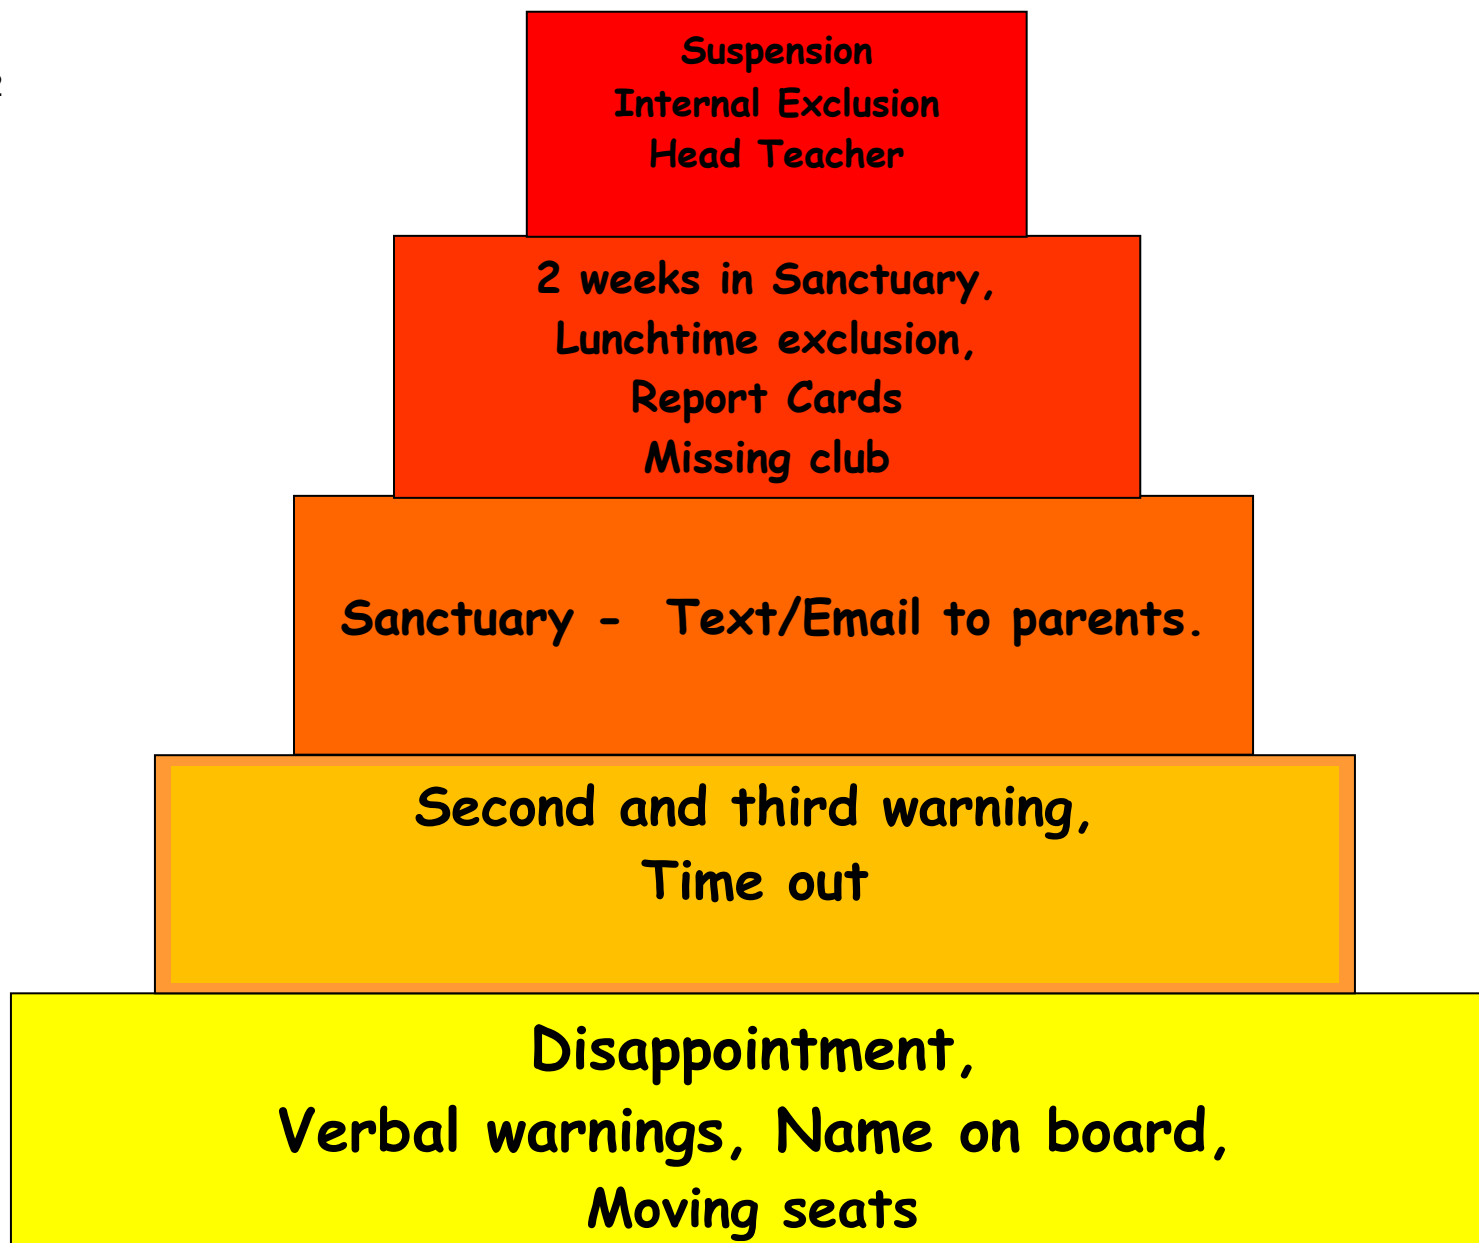 Suspension
Internal Exclusion
Head Teacher
2 weeks in Sanctuary,
Lunchtime exclusion,
Report Cards
Missing club
Sanctuary - Text/Email to parents.
Second and third warning,
Time out
Disappointment,
Verbal warnings, Name on board,
Moving seats